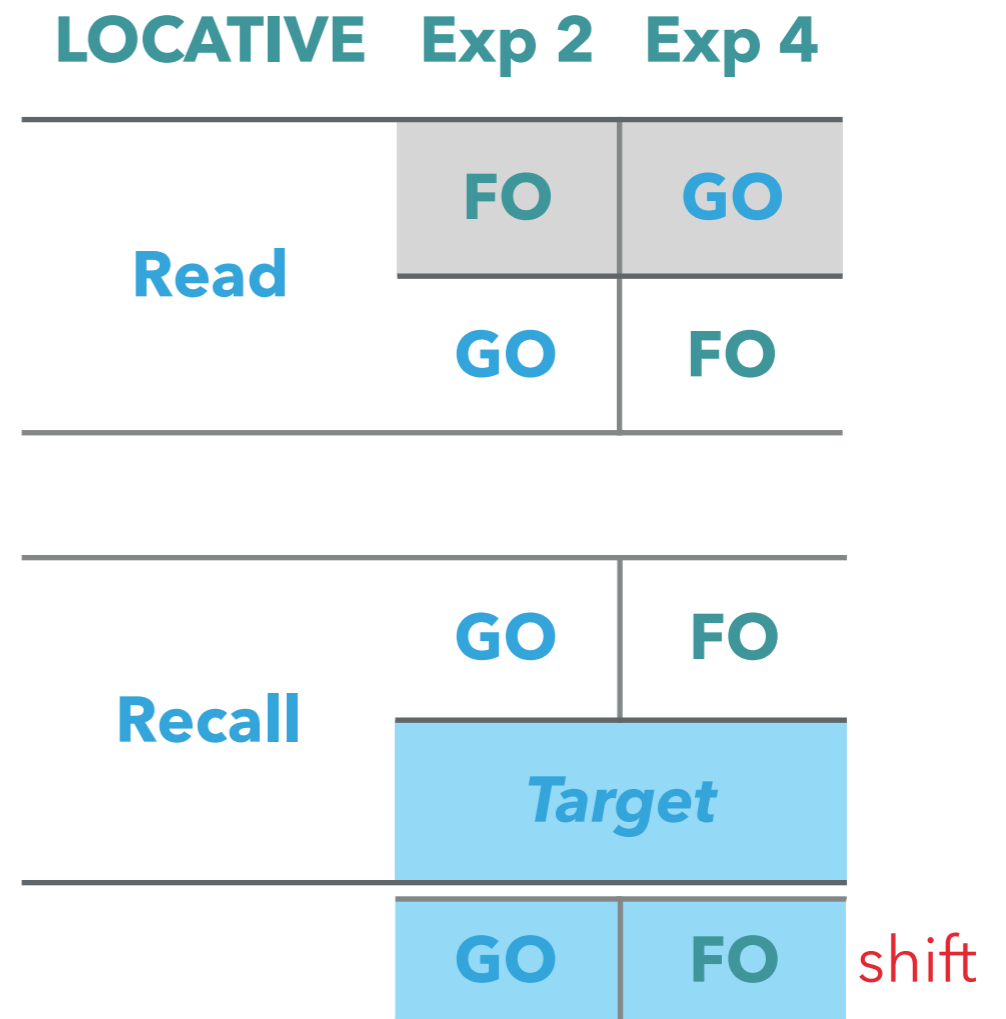 LOCATIVE Exp 2 Exp 4
FO GO
Read
GO FO
GO FO
Recall
Target
GO FO shift